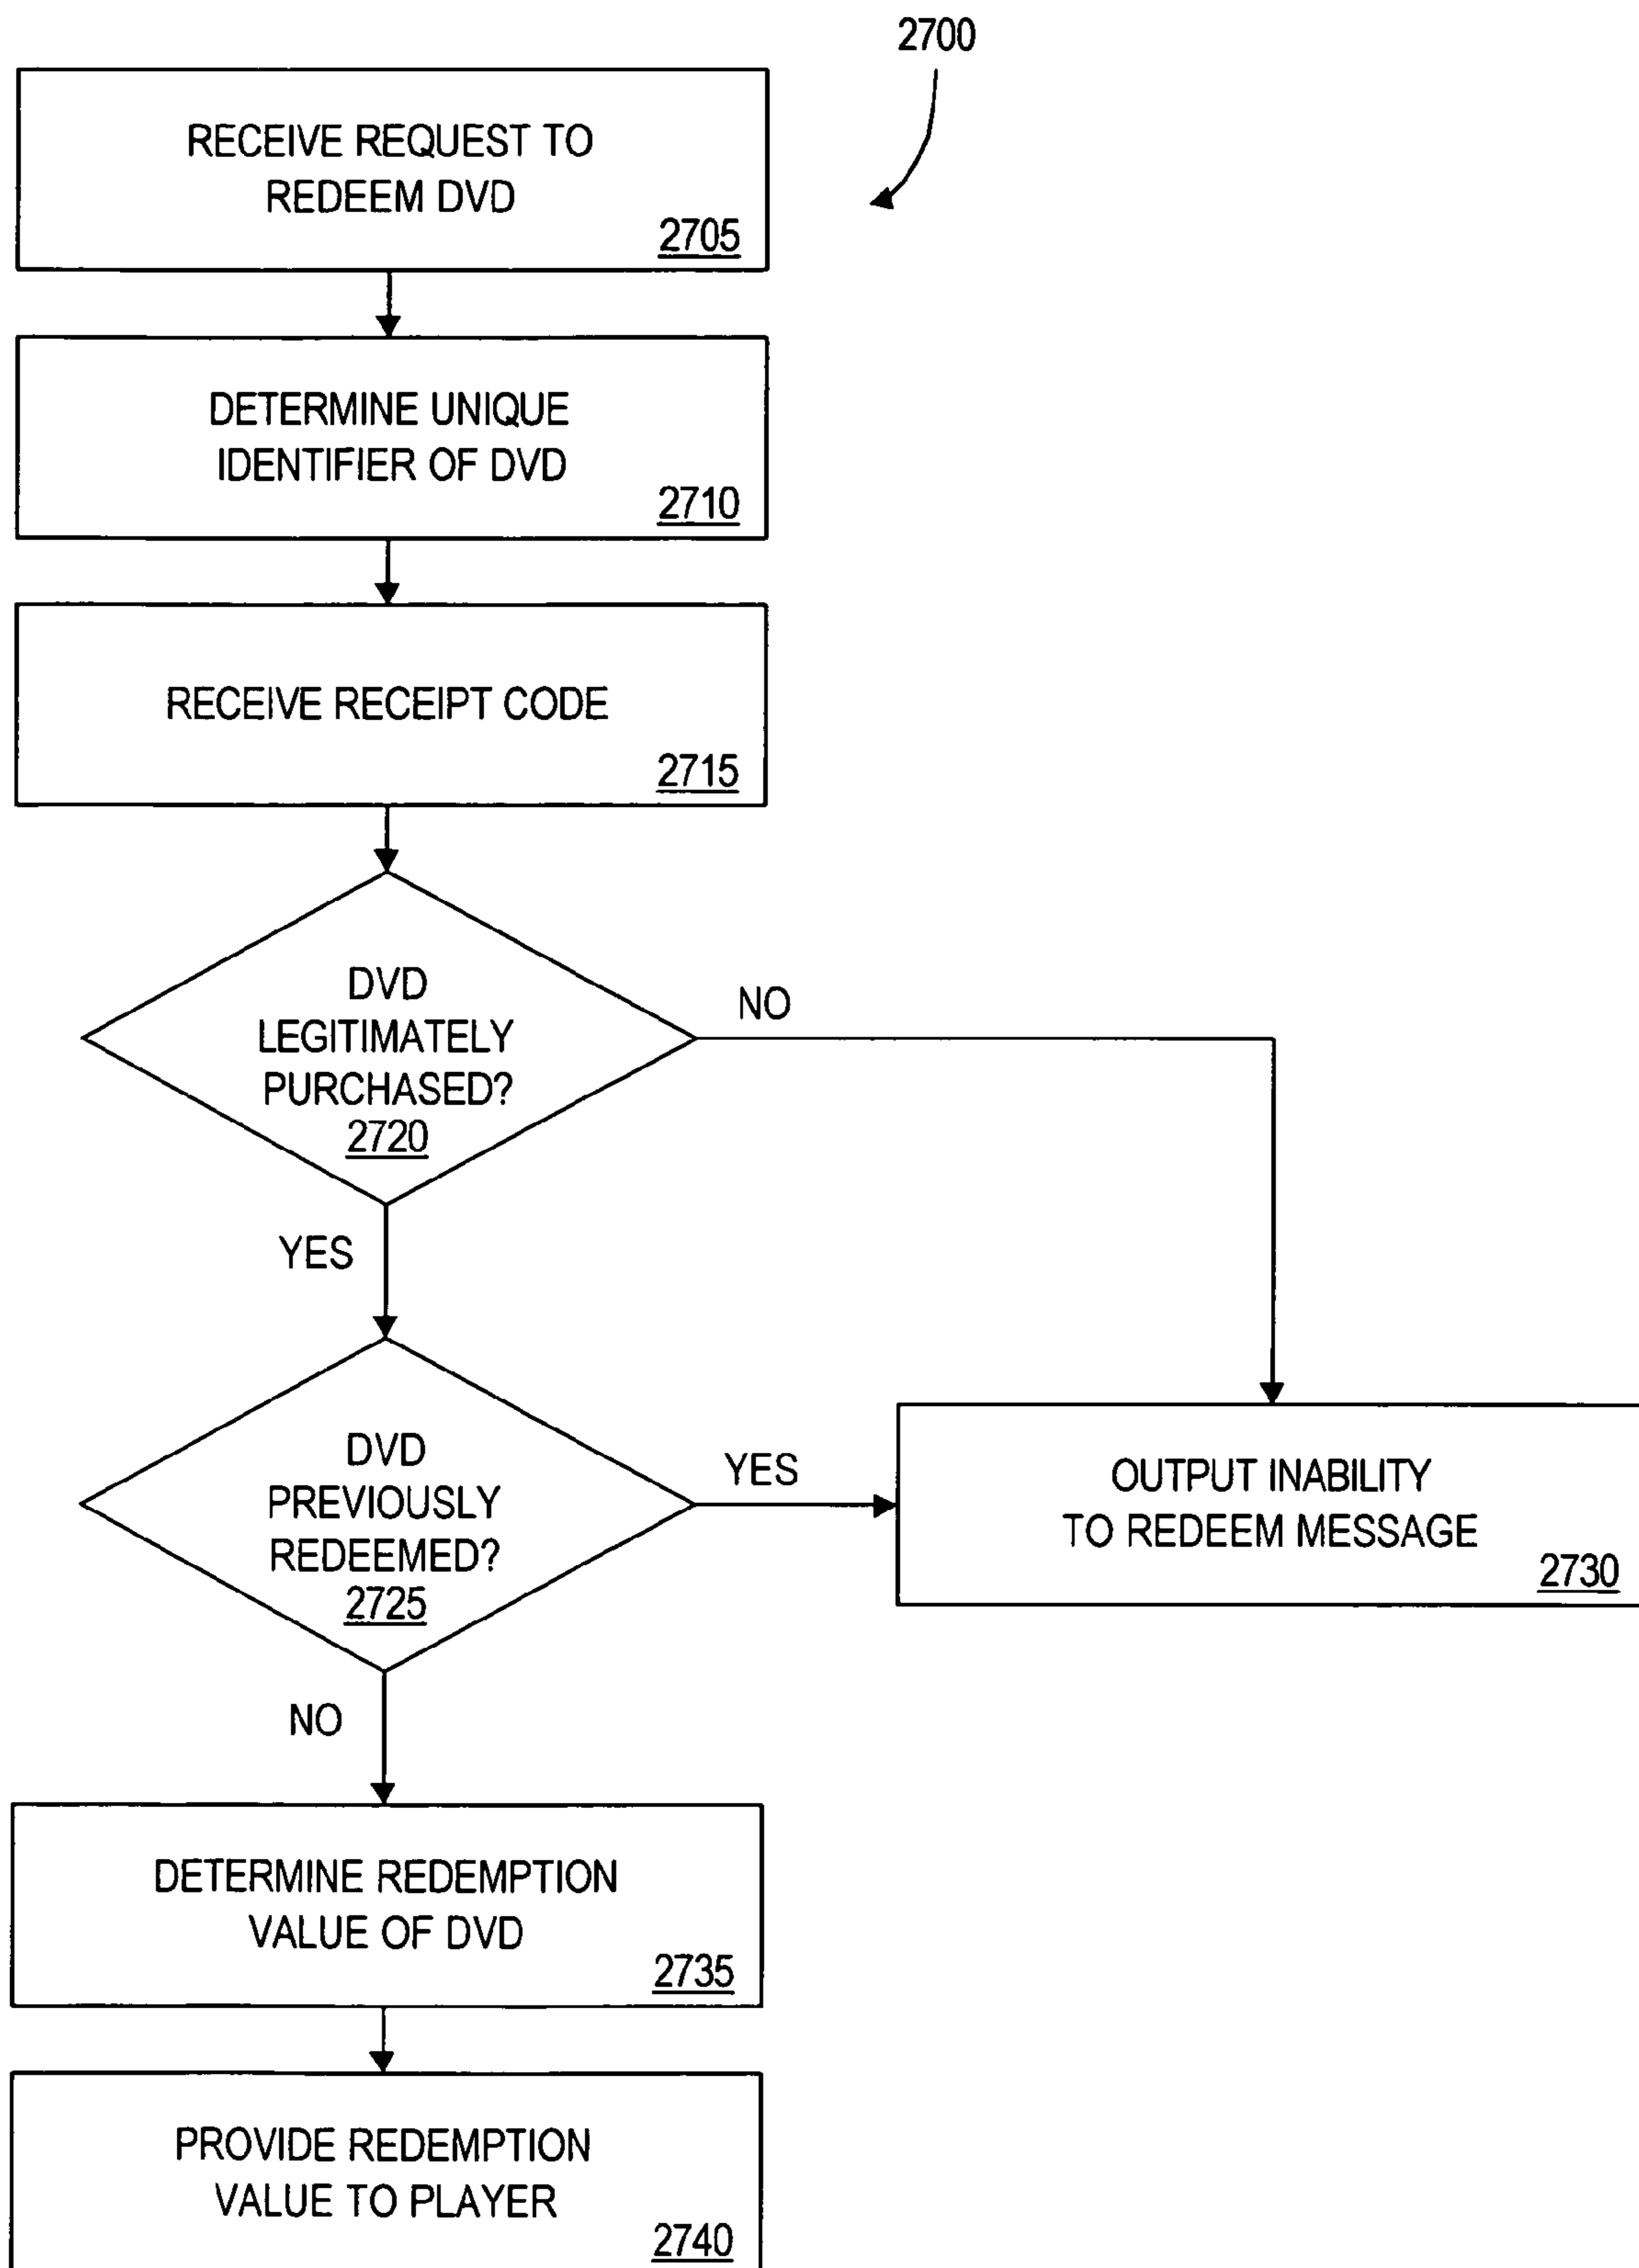 2700
RECEIVE REQUEST TO
REDEEM DVD
2705
DETERMINE UNIQUE
IDENTIFIER OF DVD
2710
RECEIVE RECEIPT CODE
2715
DVD
LEGITIMATELY
PURCHASED?
2720
NO
YES
DVD
PREVIOUSLY
REDEEMED?
2725
YES
OUTPUT INABILITY
TO REDEEM MESSAGE
2730
NO
DETERMINE REDEMPTION
VALUE OF DVD
2735
PROVIDE REDEMPTION
VALUE TO PLAYER
2740